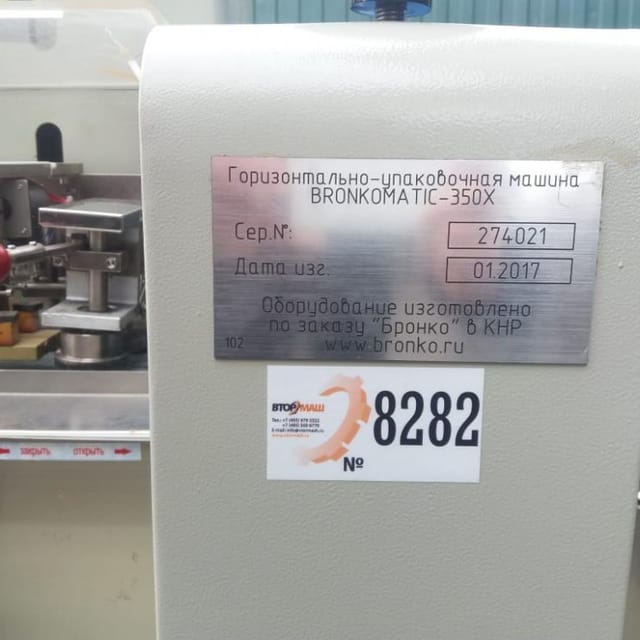 Горизонтально-упаковочная машина
BRONKOMATIC-350X
Сер.№: 274021
Дата изг. 01.2017
Оборудование изготовлено
по заказу "Бронко" в КНР
102 www.bronko.ru
ВТОРМАШ
8282
№
закрыть открыть